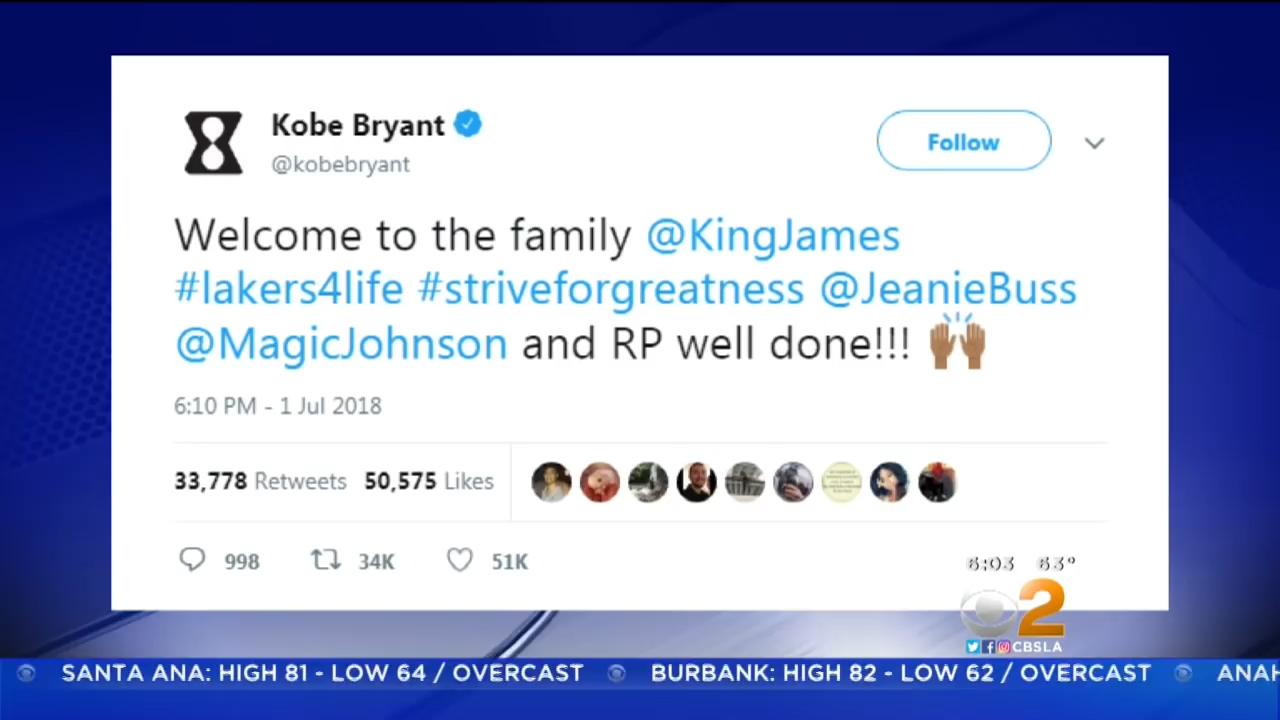 Kobe Bryant
@kobebryant
Follow
Welcome to the family @KingJames
#lakers4life #striveforgreatness @JeanieBuss
@MagicJohnson and RP well done!!! 🙌🏽
6:10 PM - 1 Jul 2018
33,778 Retweets 50,575 Likes
998 34K 51K
6:03 63°
2
CBSLA
SANTA ANA: HIGH 81 - LOW 64 / OVERCAST BURBANK: HIGH 82 - LOW 62 / OVERCAST ANAH